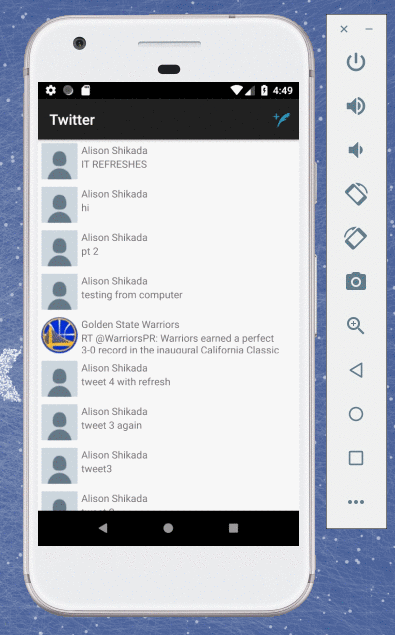 4:49
Twitter
Alison Shikada
IT REFRESHES
Alison Shikada
hi
Alison Shikada
pt 2
Alison Shikada
testing from computer
Golden State Warriors
RT @WarriorsPR: Warriors earned a perfect
3-0 record in the inaugural California Classic
Alison Shikada
tweet 4 with refresh
Alison Shikada
tweet 3 again
Alison Shikada
tweet3
Alison Shikada